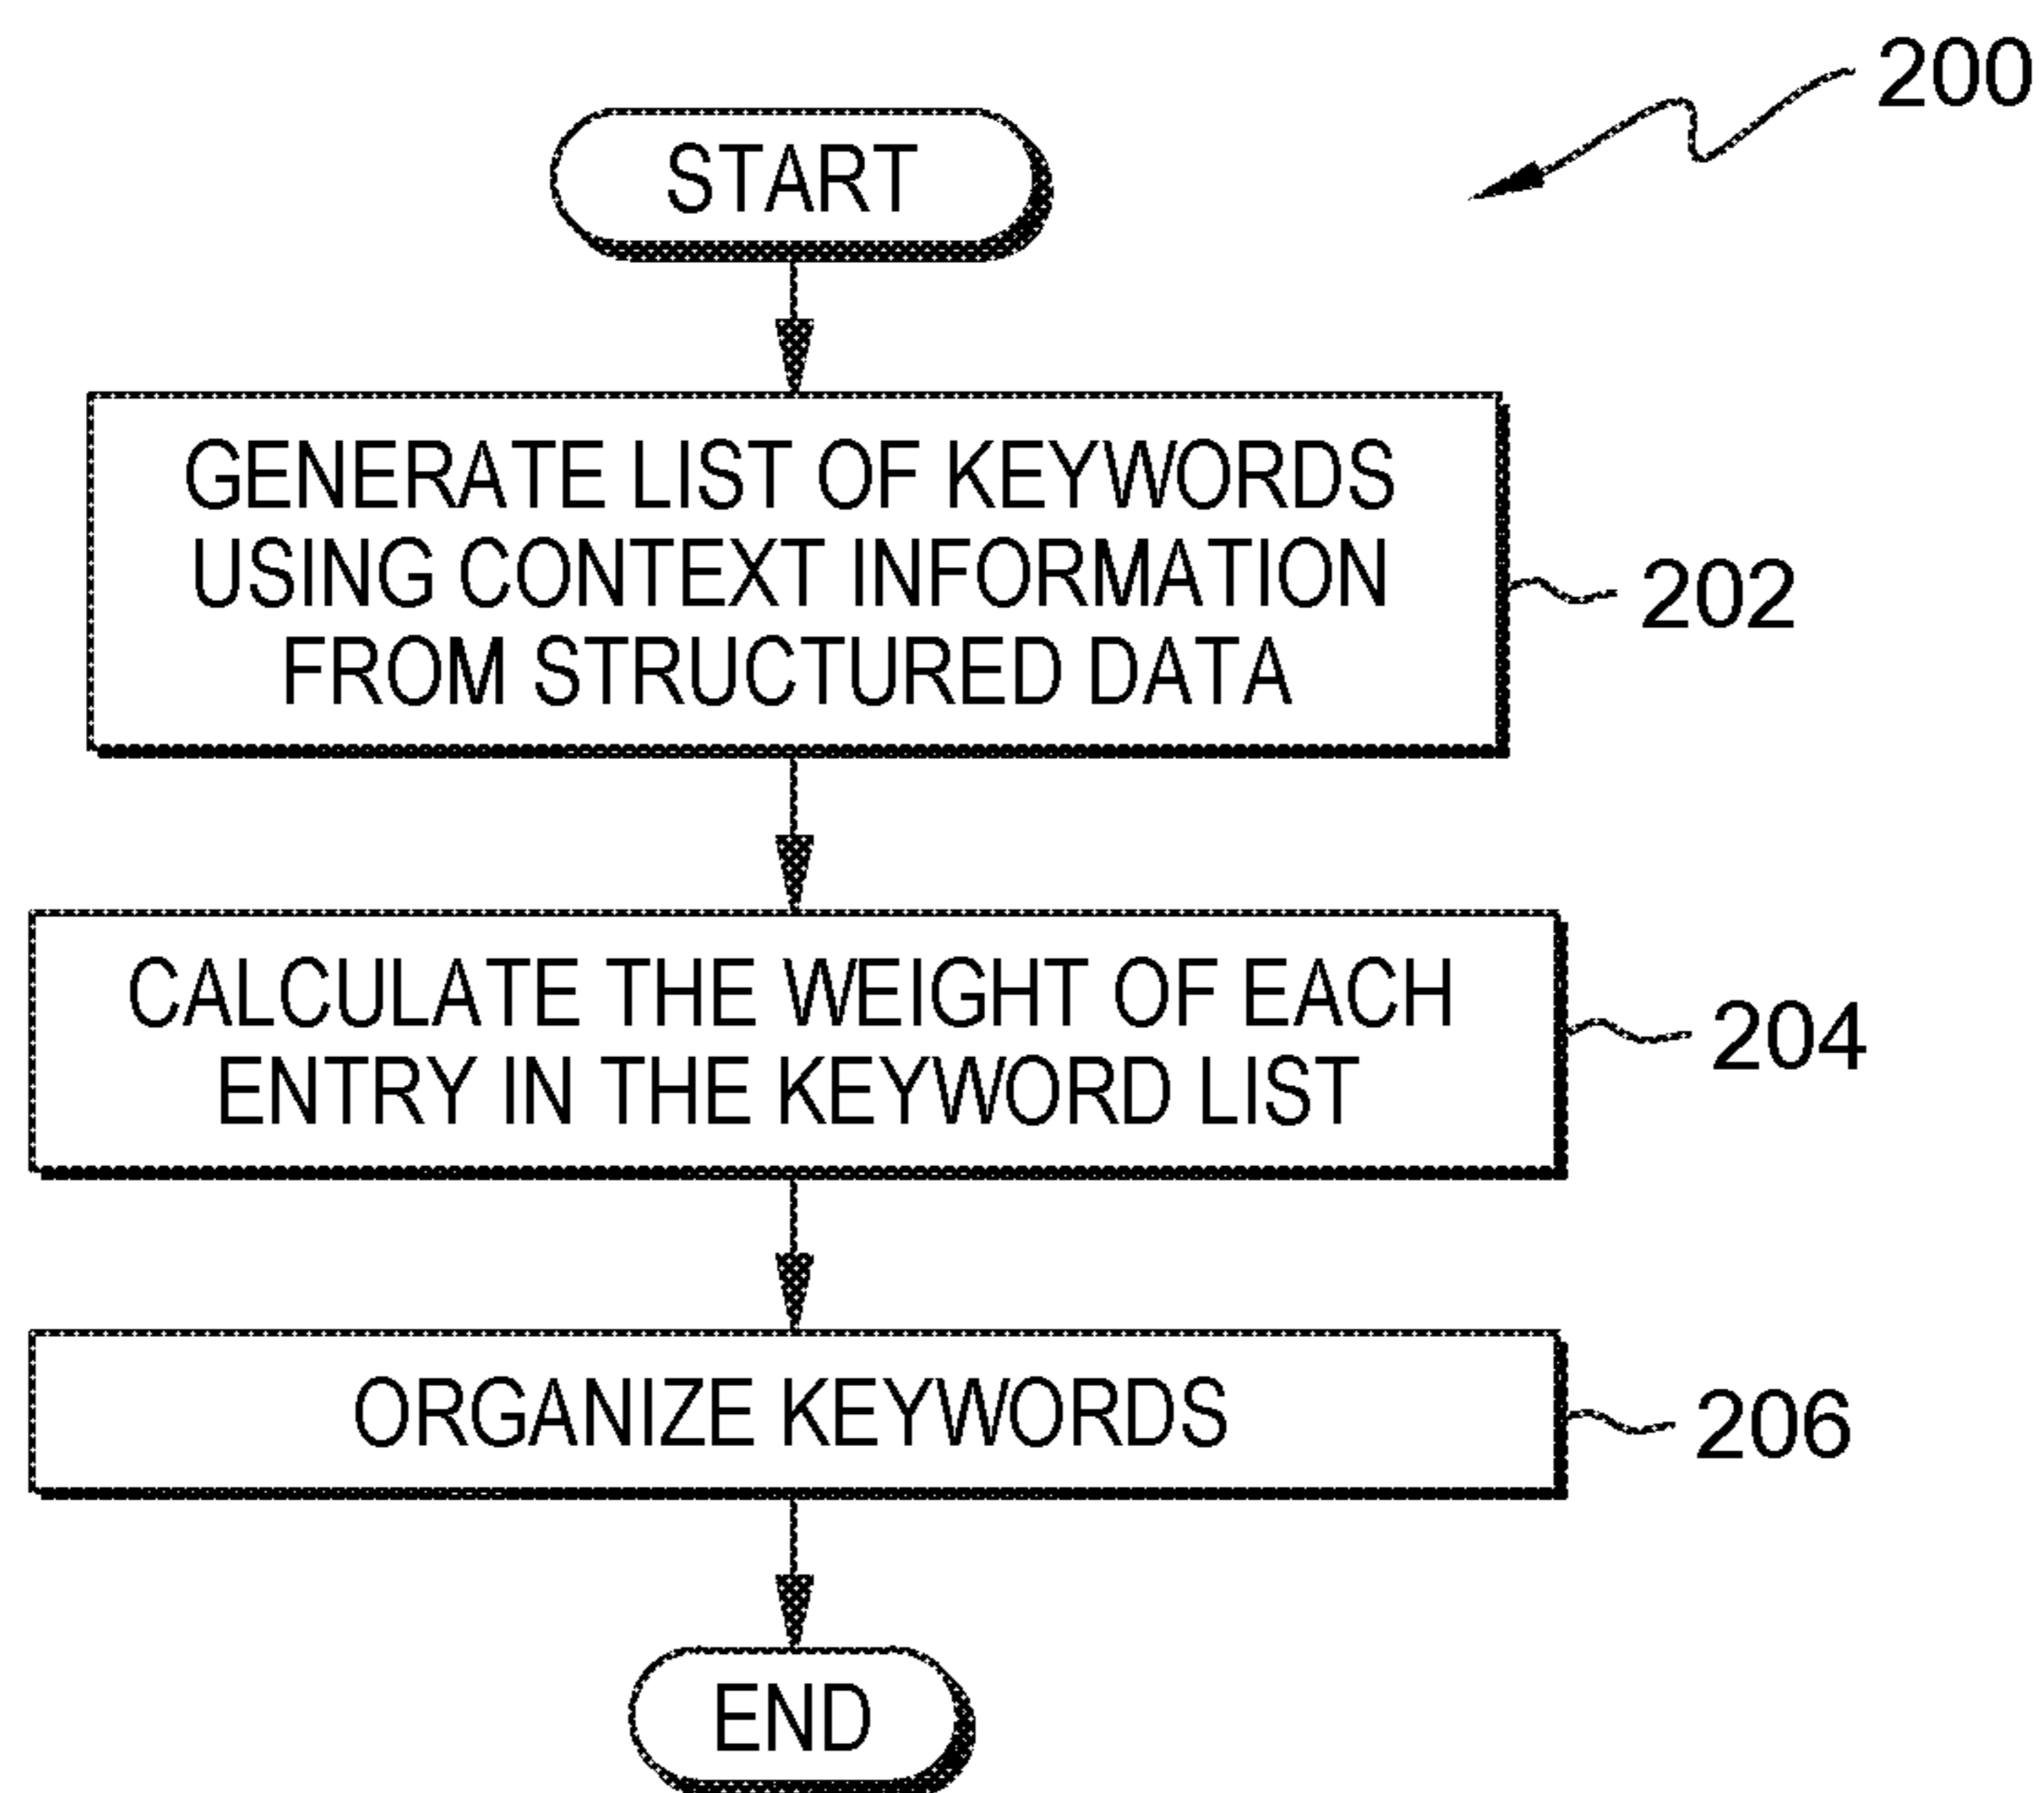 200
START
GENERATE LIST OF KEYWORDS
USING CONTEXT INFORMATION
FROM STRUCTURED DATA
202
CALCULATE THE WEIGHT OF EACH
ENTRY IN THE KEYWORD LIST
204
ORGANIZE KEYWORDS
206
END